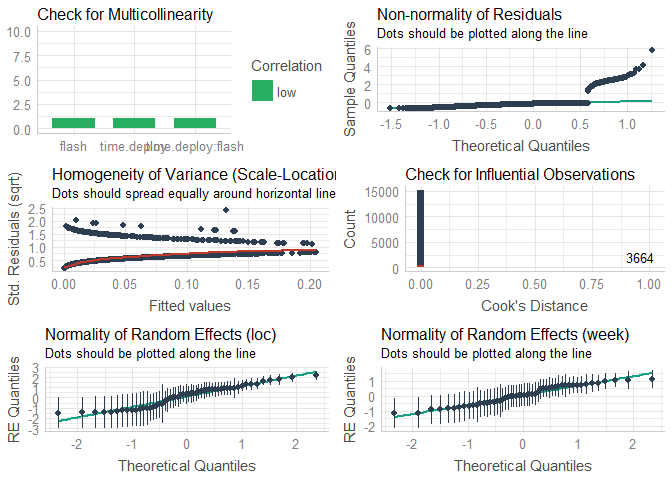 Check for Multicollinearity
10.0
7.5
5.0
2.5
0.0
flash
time.deploy:flash
Correlation
low
Non-normality of Residuals
Dots should be plotted along the line
Sample Quantiles
6
4
2
0
-1.5
-1.0
-0.5
0.0
0.5
1.0
Theoretical Quantiles
Homogeneity of Variance (Scale-Location
Dots should spread equally around horizontal line
Std. Residuals (sqrt)
2.5
2.0
1.5
1.0
0.5
0.00
0.05
0.10
0.15
0.20
Fitted values
Check for Influential Observations
Count
15000
10000
5000
0
3664
0.00
0.25
0.50
0.75
1.00
Cook's Distance
Normality of Random Effects (loc)
Dots should be plotted along the line
RE Quantiles
3
2
1
0
-1
-2
-3
-2
-1
0
1
2
Theoretical Quantiles
Normality of Random Effects (week)
Dots should be plotted along the line
RE Quantiles
1
0
-1
-2
-2
-1
0
1
2
Theoretical Quantiles